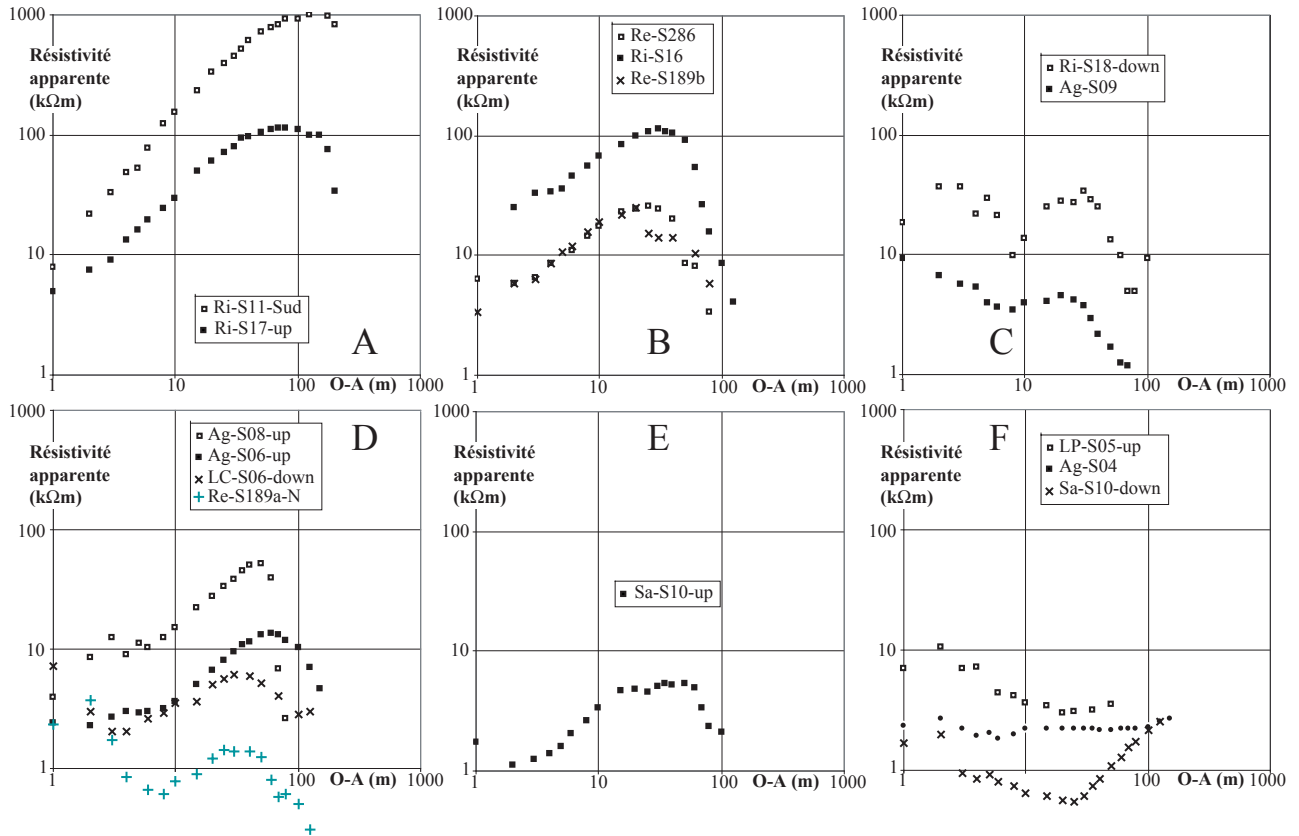 1000
Résistivité
apparente
(kΩm)
100
10
1
1
10
100
1000
O-A (m)
Ri-S11-Sud
Ri-S17-up
A
1000
Résistivité
apparente
(kΩm)
100
10
1
1
10
100
1000
O-A (m)
Re-S286
Ri-S16
Re-S189b
B
1000
Résistivité
apparente
(kΩm)
100
10
1
1
10
100
1000
O-A (m)
Ri-S18-down
Ag-S09
C
1000
Résistivité
apparente
(kΩm)
100
10
1
1
10
100
1000
O-A (m)
Ag-S08-up
Ag-S06-up
LC-S06-down
Re-S189a-N
D
1000
Résistivité
apparente
(kΩm)
100
10
1
1
10
100
1000
O-A (m)
Sa-S10-up
E
1000
Résistivité
apparente
(kΩm)
100
10
1
1
10
100
1000
O-A (m)
LP-S05-up
Ag-S04
Sa-S10-down
F